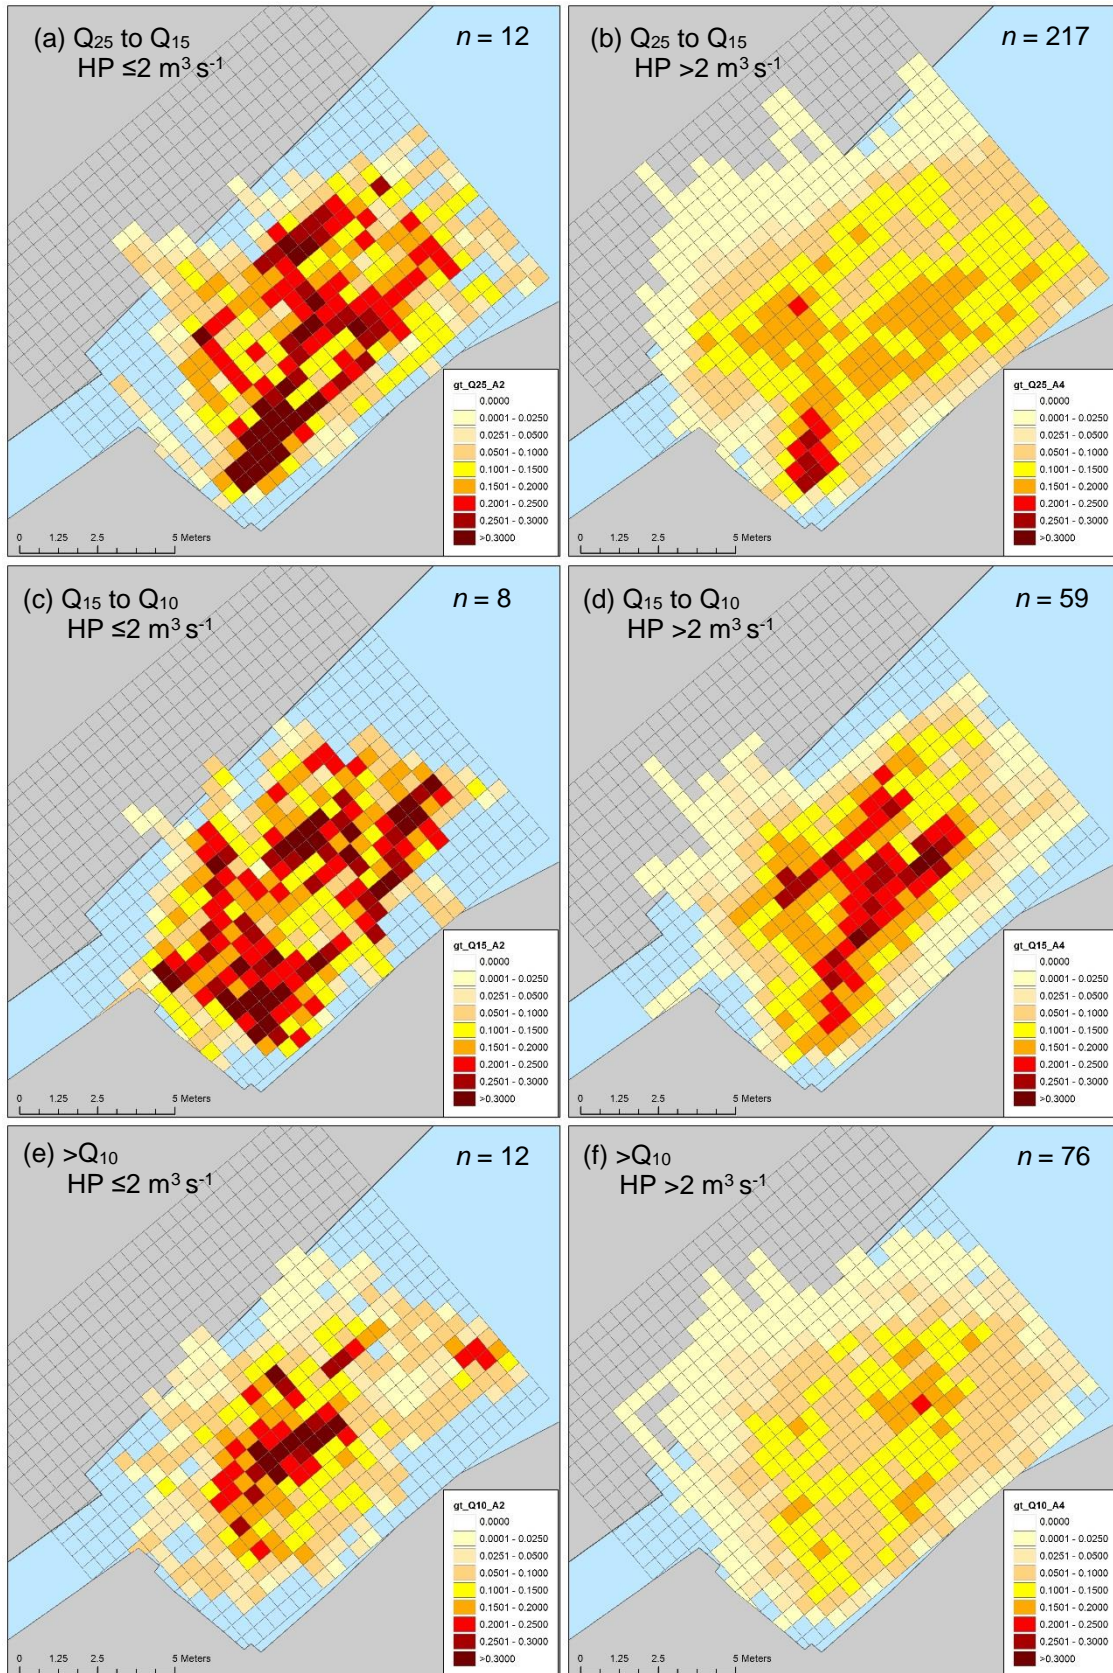 (a) Q25 to Q15
HP ≤2 m³ s⁻¹
n = 12
gt_Q25_A2
0.0000
0.0001 - 0.0250
0.0251 - 0.0500
0.0501 - 0.1000
0.1001 - 0.1500
0.1501 - 0.2000
0.2001 - 0.2500
0.2501 - 0.3000
>0.3000
0 1.25 2.5 5 Meters
(b) Q25 to Q15
HP >2 m³ s⁻¹
n = 217
gt_Q25_A4
0.0000
0.0001 - 0.0250
0.0251 - 0.0500
0.0501 - 0.1000
0.1001 - 0.1500
0.1501 - 0.2000
0.2001 - 0.2500
0.2501 - 0.3000
>0.3000
0 1.25 2.5 5 Meters
(c) Q15 to Q10
HP ≤2 m³ s⁻¹
n = 8
gt_Q15_A2
0.0000
0.0001 - 0.0250
0.0251 - 0.0500
0.0501 - 0.1000
0.1001 - 0.1500
0.1501 - 0.2000
0.2001 - 0.2500
0.2501 - 0.3000
>0.3000
0 1.25 2.5 5 Meters
(d) Q15 to Q10
HP >2 m³ s⁻¹
n = 59
gt_Q15_A4
0.0000
0.0001 - 0.0250
0.0251 - 0.0500
0.0501 - 0.1000
0.1001 - 0.1500
0.1501 - 0.2000
0.2001 - 0.2500
0.2501 - 0.3000
>0.3000
0 1.25 2.5 5 Meters
(e) >Q10
HP ≤2 m³ s⁻¹
n = 12
gt_Q10_A2
0.0000
0.0001 - 0.0250
0.0251 - 0.0500
0.0501 - 0.1000
0.1001 - 0.1500
0.1501 - 0.2000
0.2001 - 0.2500
0.2501 - 0.3000
>0.3000
0 1.25 2.5 5 Meters
(f) >Q10
HP >2 m³ s⁻¹
n = 76
gt_Q10_A4
0.0000
0.0001 - 0.0250
0.0251 - 0.0500
0.0501 - 0.1000
0.1001 - 0.1500
0.1501 - 0.2000
0.2001 - 0.2500
0.2501 - 0.3000
>0.3000
0 1.25 2.5 5 Meters